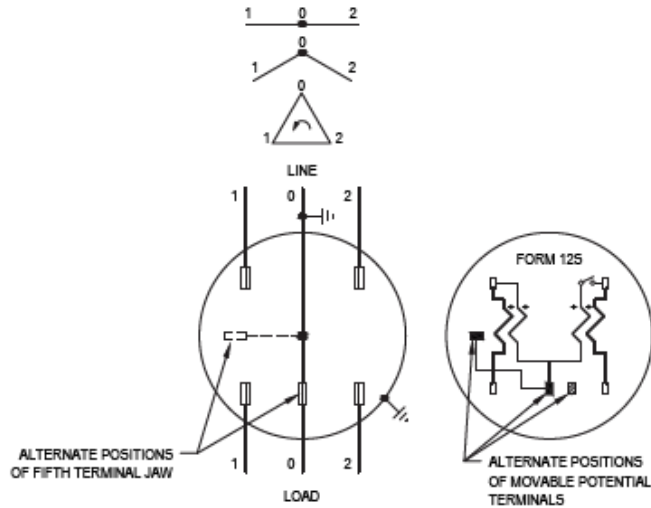 1 0 2
0
1 2
0
1 2
LINE
1 0 2
FORM 125
ALTERNATE POSITIONS
OF FIFTH TERMINAL JAW
1 0 2
LOAD
ALTERNATE POSITIONS
OF MOVABLE POTENTIAL
TERMINALS